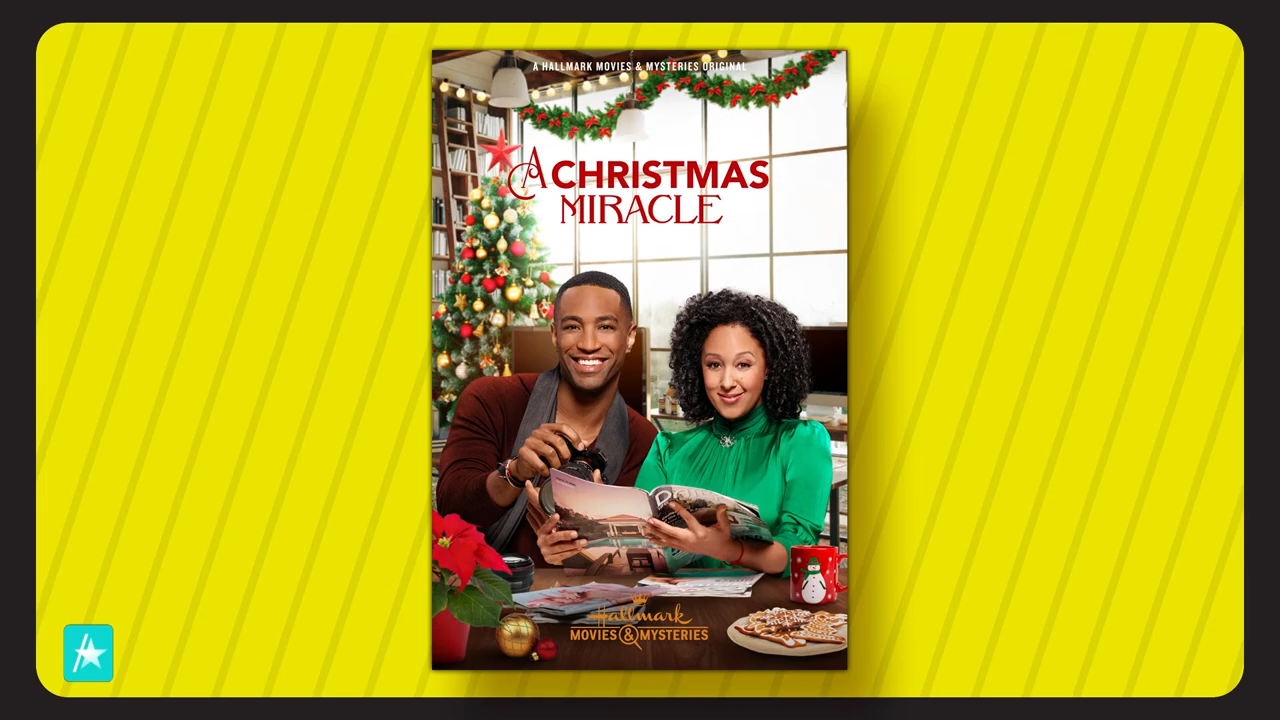 A HALLMARK MOVIES & MYSTERIES ORIGINAL
A CHRISTMAS
MIRACLE
Hallmark
MOVIES & MYSTERIES